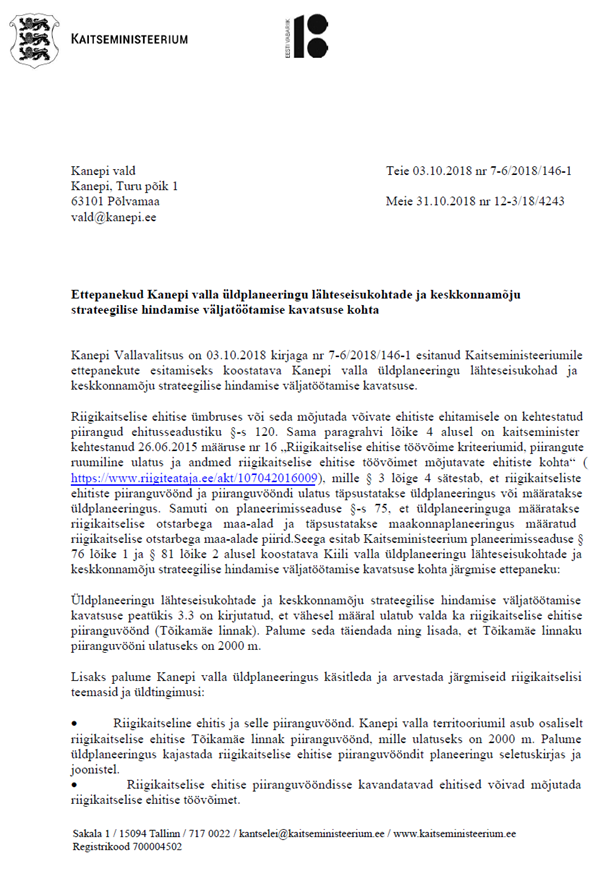 KAITSEMINISTEERIUM
EESTI VABARIIK
Kanepi vald
Kanepi, Turu põik 1
63101 Põlvamaa
vald@kanepi.ee
Teie 03.10.2018 nr 7-6/2018/146-1
Meie 31.10.2018 nr 12-3/18/4243
Ettepanekud Kanepi valla üldplaneeringu lähteseisukohtade ja keskkonnamõju
strateegilise hindamise väljatöötamise kavatsuse kohta
Kanepi Vallavalitsus on 03.10.2018 kirjaga nr 7-6/2018/146-1 esitanud Kaitseministeeriumile
ettepanekute esitamiseks koostatava Kanepi valla üldplaneeringu lähteseisukohad ja
keskkonnamõju strateegilise hindamise väljatöötamise kavatsuse.
Riigikaitselise ehitise ümbruses või seda mõjutada võivate ehitiste ehitamisele on kehtestatud
piirangud ehitusseadustiku §-s 120. Sama paragrahvi lõike 4 alusel on kaitseminister
kehtestanud 26.06.2015 määruse nr 16 „Riigikaitselise ehitise töövõime kriteeriumid, piirangute
ruumiline ulatus ja andmed riigikaitselise ehitise töövõimet mõjutavate ehitiste kohta“ (
https://www.riigiteataja.ee/akt/107042016009), mille § 3 lõige 4 sätestab, et riigikaitseliste
ehitiste piiranguvöönd ja piiranguvööndi ulatus täpsustatakse üldplaneeringus või määratakse
üldplaneeringus. Samuti on planeerimisseaduse §-s 75, et üldplaneeringuga määratakse
riigikaitselise otstarbega maa-alad ja täpsustatakse maakonnaplaneeringus määratud
riigikaitselise otstarbega maa-alade piirid.Seega esitab Kaitseministeerium planeerimisseaduse §
76 lõike 1 ja § 81 lõike 2 alusel koostatava Kiili valla üldplaneeringu lähteseisukohtade ja
keskkonnamõju strateegilise hindamise väljatöötamise kavatsuse kohta järgmise ettepaneku:
Üldplaneeringu lähteseisukohtade ja keskkonnamõju strateegilise hindamise väljatöötamise
kavatsuse peatükis 3.3 on kirjutatud, et vähesel määral ulatub valda ka riigikaitselise ehitise
piiranguvöönd (Tõikamäe linnak). Palume seda täiendada ning lisada, et Tõikamäe linnaku
piiranguvööni ulatuseks on 2000 m.
Lisaks palume Kanepi valla üldplaneeringus käsitleda ja arvestada järgmiseid riigikaitselisi
teemasid ja üldtingimusi:
• Riigikaitseline ehitis ja selle piiranguvöönd. Kanepi valla territooriumil asub osaliselt
riigikaitselise ehitise Tõikamäe linnak piiranguvöönd, mille ulatuseks on 2000 m. Palume
üldplaneeringus kajastada riigikaitselise ehitise piiranguvööndit planeeringu seletuskirjas ja
joonistel.
• Riigikaitselise ehitise piiranguvööndisse kavandatavad ehitised võivad mõjutada
riigikaitselise ehitise töövõimet.
Sakala 1 / 15094 Tallinn / 717 0022 / kantselei@kaitseministeerium.ee / www.kaitseministeerium.ee
Registrikood 700004502